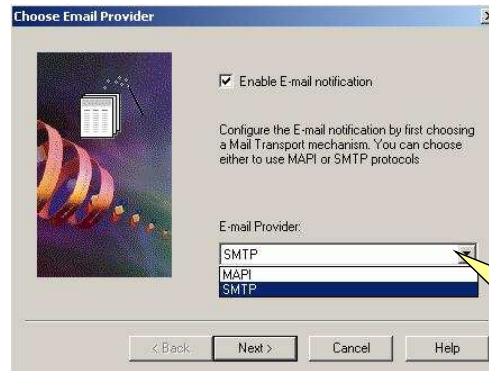 Choose Email Provider
Enable E-mail notification
Configure the E-mail notification by first choosing
a Mail Transport mechanism. You can choose
either to use MAPI or SMTP protocols
E-mail Provider:
SMTP
MAPI
SMTP
< Back
Next >
Cancel
Help